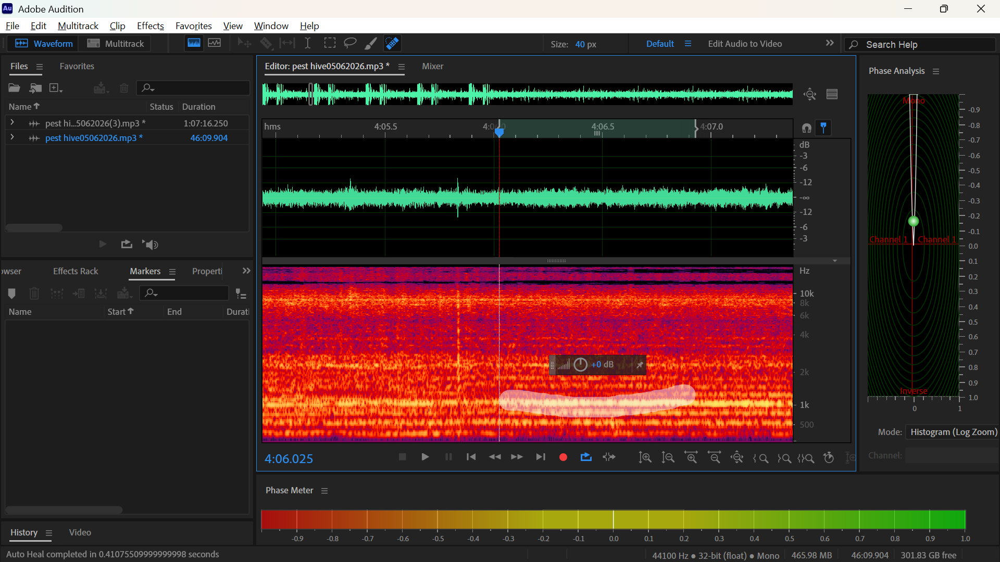 Au Adobe Audition
File Edit Multitrack Clip Effects Favorites View Window Help
Waveform Multitrack Size: 40 px Default Edit Audio to Video Search Help
Files Favorites
Name Status Duration
pest hi...5062026(3).mp3 * 1:07:16.250
pest hive05062026.mp3 * 46:09.904
owser Effects Rack Markers Properti
Name Start End Durati
History Video
Editor: pest hive05062026.mp3 * Mixer
hms 4:05.5 4:06.5 4:07.0
dB
-3
-6
-12
-∞
-12
-6
-3
Hz
10k
8k
6k
4k
+0 dB
2k
1k
500
4:06.025
Phase Analysis
Mono
-0.9
-0.8
-0.7
-0.6
-0.5
-0.4
-0.3
-0.2
-0.1
Channel 1 Channel 1
0.0
0.1
0.2
0.3
0.4
0.5
0.6
0.7
0.8
0.9
Inverse
1.0
0 1
Mode: Histogram (Log Zoom)
Channel:
Phase Meter
-0.9 -0.8 -0.7 -0.6 -0.5 -0.4 -0.3 -0.2 -0.1 0.0 0.1 0.2 0.3 0.4 0.5 0.6 0.7 0.8 0.9 1.0
Auto Heal completed in 0.41075509999999998 seconds
44100 Hz ● 32-bit (float) ● Mono 465.98 MB 46:09.904 301.83 GB free